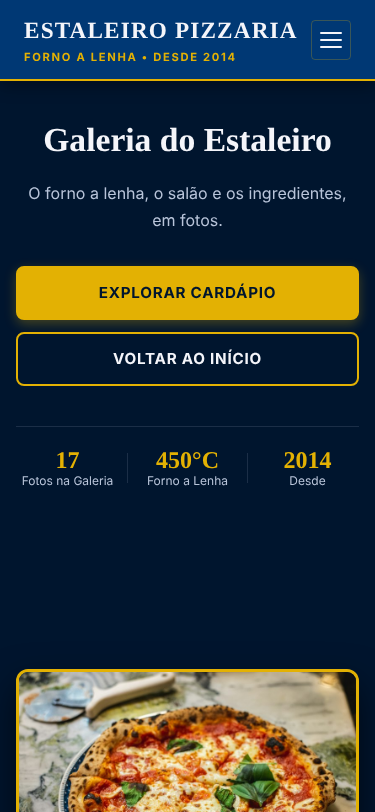 ESTALEIRO PIZZARIA
FORNO A LENHA • DESDE 2014
Galeria do Estaleiro
O forno a lenha, o salão e os ingredientes,
em fotos.
EXPLORAR CARDÁPIO
VOLTAR AO INÍCIO
17
Fotos na Galeria
450°C
Forno a Lenha
2014
Desde